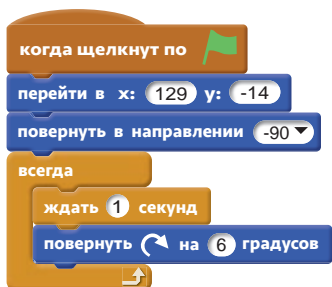 когда щелкнут по
перейти в x: 129 y: -14
повернуть в направлении -90
всегда
ждать 1 секунд
повернуть на 6 градусов